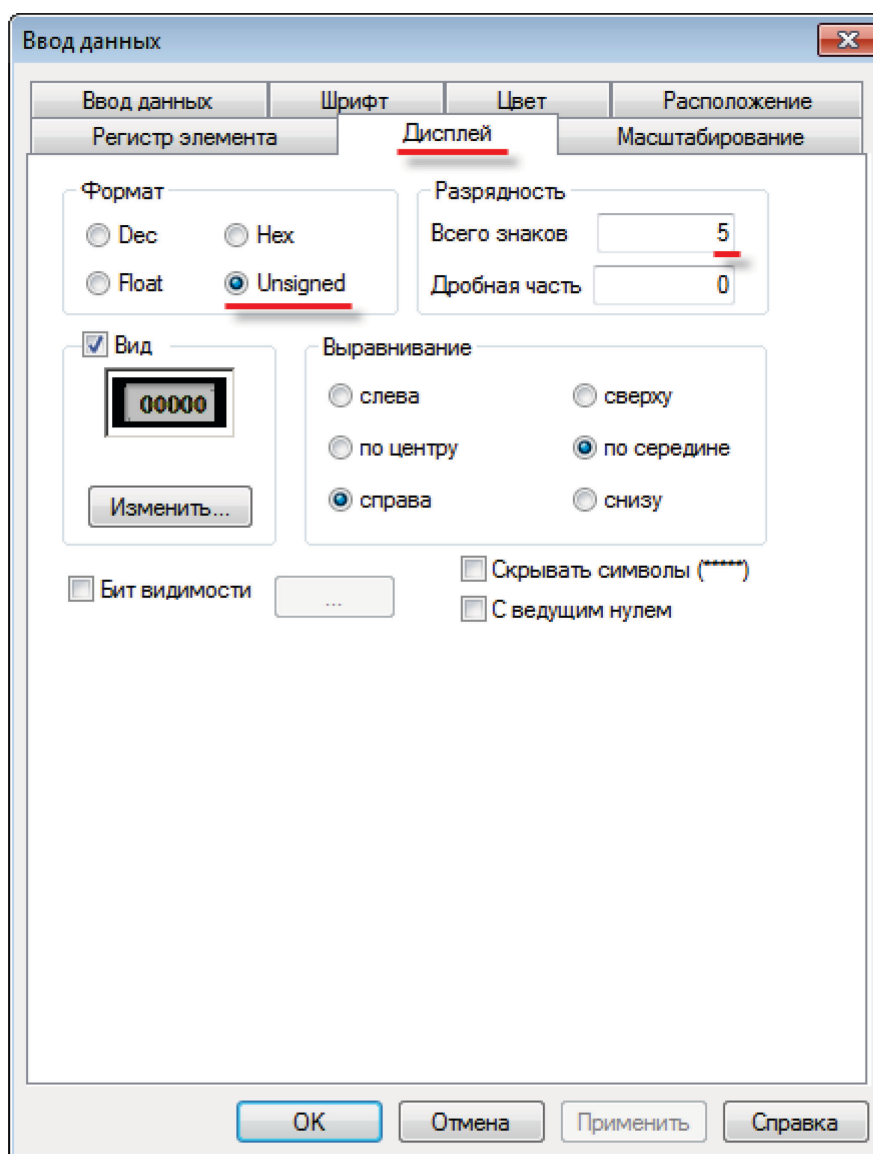 Ввод данных
Ввод данных Шрифт Цвет Расположение
Регистр элемента Дисплей Масштабирование
Формат Разрядность
Dec Hex Всего знаков 5
Float Unsigned Дробная часть 0
Вид Выравнивание
00000 слева сверху
по центру по середине
Изменить... справа снизу
Скрывать символы (*****)
Бит видимости ...
С ведущим нулем
OK Отмена Применить Справка